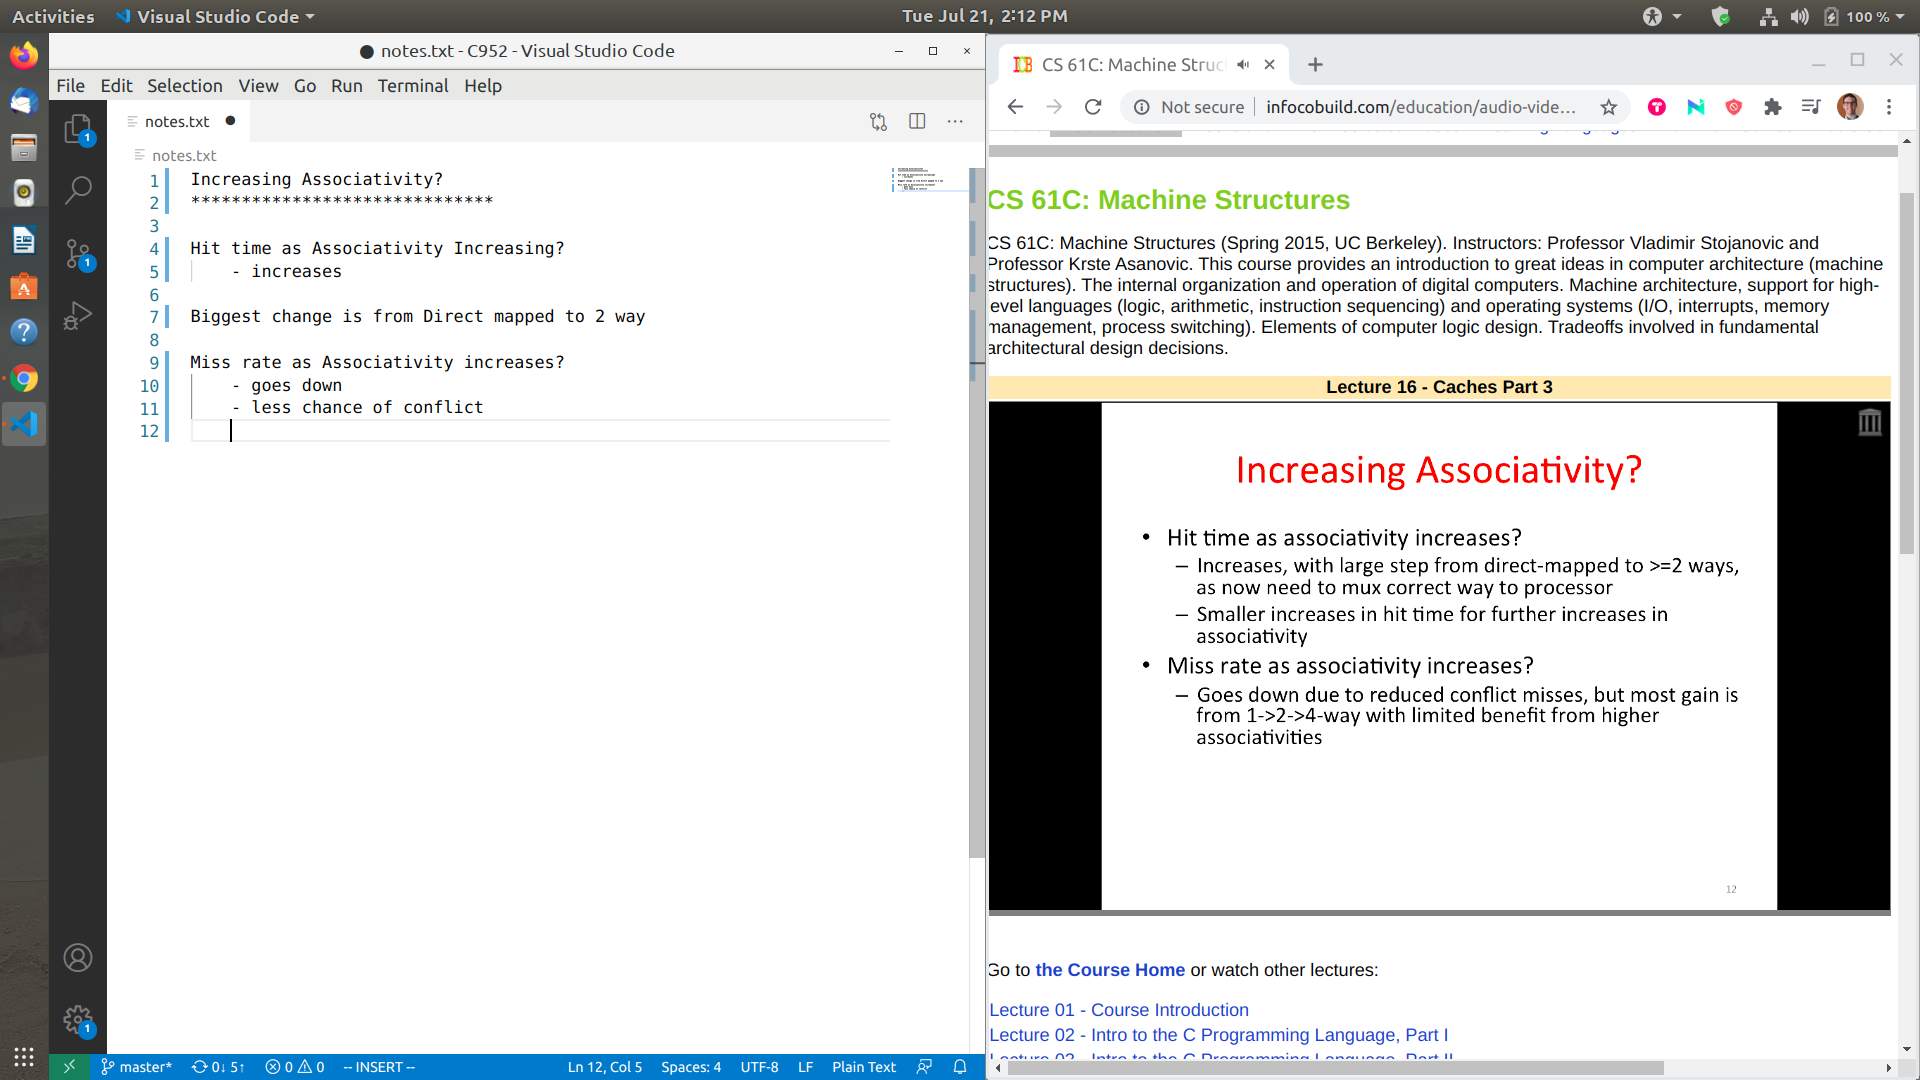 Activities
Visual Studio Code
Tue Jul 21, 2:12 PM
100 %
notes.txt - C952 - Visual Studio Code
File Edit Selection View Go Run Terminal Help
notes.txt
notes.txt
1 Increasing Associativity?
2 ******************************
3
4 Hit time as Associativity Increasing?
5 - increases
6
7 Biggest change is from Direct mapped to 2 way
8
9 Miss rate as Associativity increases?
10 - goes down
11 - less chance of conflict
12
1
1
1
master* 0↓ 5↑ 0 0 -- INSERT -- Ln 12, Col 5 Spaces: 4 UTF-8 LF Plain Text
CS 61C: Machine Struc
Not secure infocobuild.com/education/audio-vide...
CS 61C: Machine Structures
CS 61C: Machine Structures (Spring 2015, UC Berkeley). Instructors: Professor Vladimir Stojanovic and
Professor Krste Asanovic. This course provides an introduction to great ideas in computer architecture (machine
structures). The internal organization and operation of digital computers. Machine architecture, support for high-
level languages (logic, arithmetic, instruction sequencing) and operating systems (I/O, interrupts, memory
management, process switching). Elements of computer logic design. Tradeoffs involved in fundamental
architectural design decisions.
Lecture 16 - Caches Part 3
Increasing Associativity?
• Hit time as associativity increases?
– Increases, with large step from direct-mapped to >=2 ways,
as now need to mux correct way to processor
– Smaller increases in hit time for further increases in
associativity
• Miss rate as associativity increases?
– Goes down due to reduced conflict misses, but most gain is
from 1->2->4-way with limited benefit from higher
associativities
12
Go to the Course Home or watch other lectures:
Lecture 01 - Course Introduction
Lecture 02 - Intro to the C Programming Language, Part I
Lecture 03 - Intro to the C Programming Language, Part II